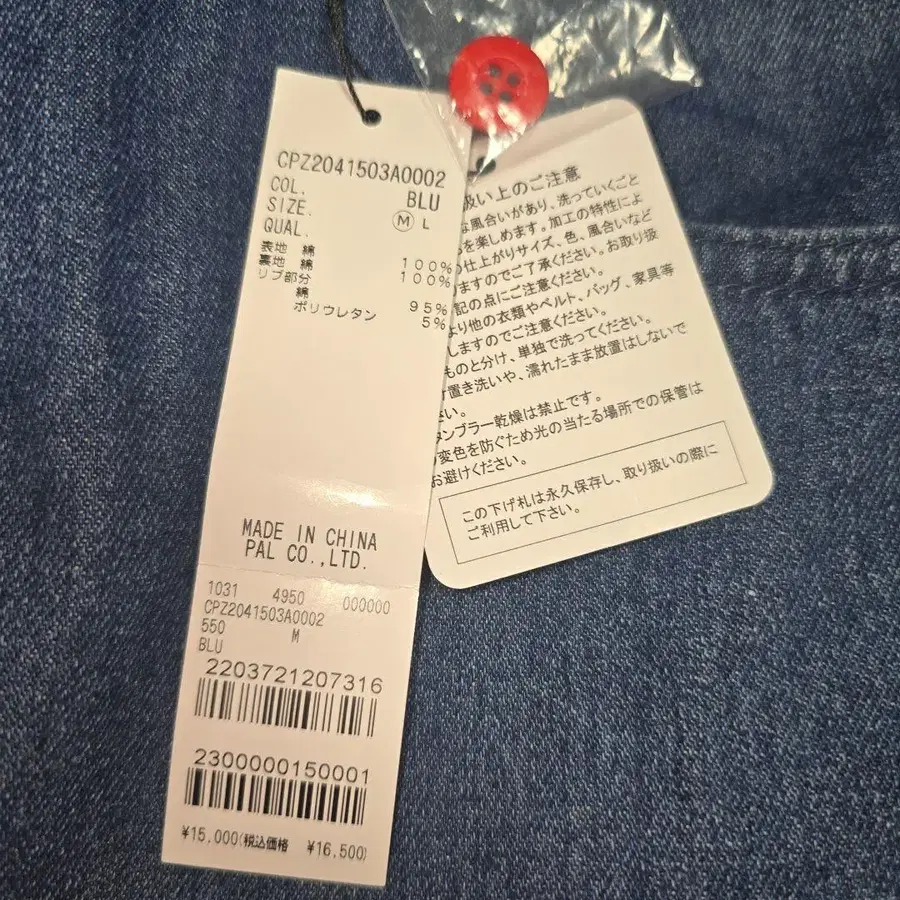 CPZ2041503A0002
COL. BLU
SIZE. Ⓜ L
QUAL.
表地 綿 100%
裏地 綿 100%
リブ部分
綿 95%
ポリウレタン 5%
MADE IN CHINA
PAL CO.,LTD.
1031 4950 000000
CPZ2041503A0002
550 M
BLU
2203721207316
2300000150001
¥15,000(税込価格 ¥16,500)
扱い上のご注意
な風合いがあり、洗っていくごと
を楽しめます。加工の特性によ
の仕上がりサイズ、色、風合いなど
りますのでご了承ください。お取り扱
記の点にご注意ください。
より他の衣類やベルト、バッグ、家具等
しますのでご注意ください。
ものと分け、単独で洗ってください。
け置き洗いや、濡れたまま放置はしないで
さい。
タンブラー乾燥は禁止です。
変色を防ぐため光の当たる場所での保管は
お避けください。
この下げ札は永久保存し、取り扱いの際に
ご利用して下さい。